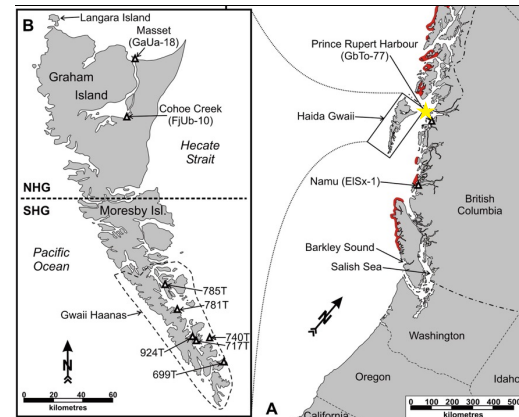 B
Langara Island
Masset
(GaUa-18)
Graham
Island
Cohoe Creek
(FjUb-10)
Hecate
Strait
NHG
SHG
Moresby Isl.
Pacific
Ocean
785T
781T
Gwaii Haanas
740T
717T
924T
699T
N
0 20 40 60
kilometres
Prince Rupert Harbour
(GbTo-77)
Haida Gwaii
Namu (ElSx-1)
British
Columbia
Barkley Sound
Salish Sea
N
Washington
Oregon
Idaho
California
A
0 100 200 300 400 500
kilometres